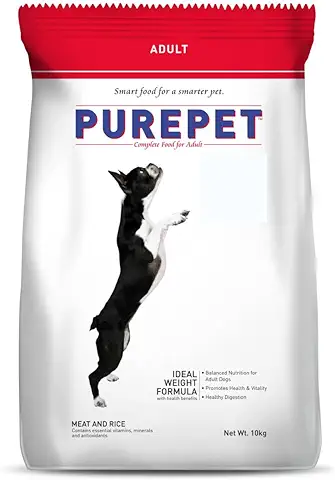 ADULT
Smart food for a smarter pet.
PUREPET™
Complete Food for Adult
IDEAL
WEIGHT
FORMULA
with health benefits
• Balanced Nutrition for
Adult Dogs
• Promotes Health & Vitality
• Healthy Digestion
MEAT AND RICE
Contains essential vitamins, minerals
and antioxidants
Net Wt. 10kg